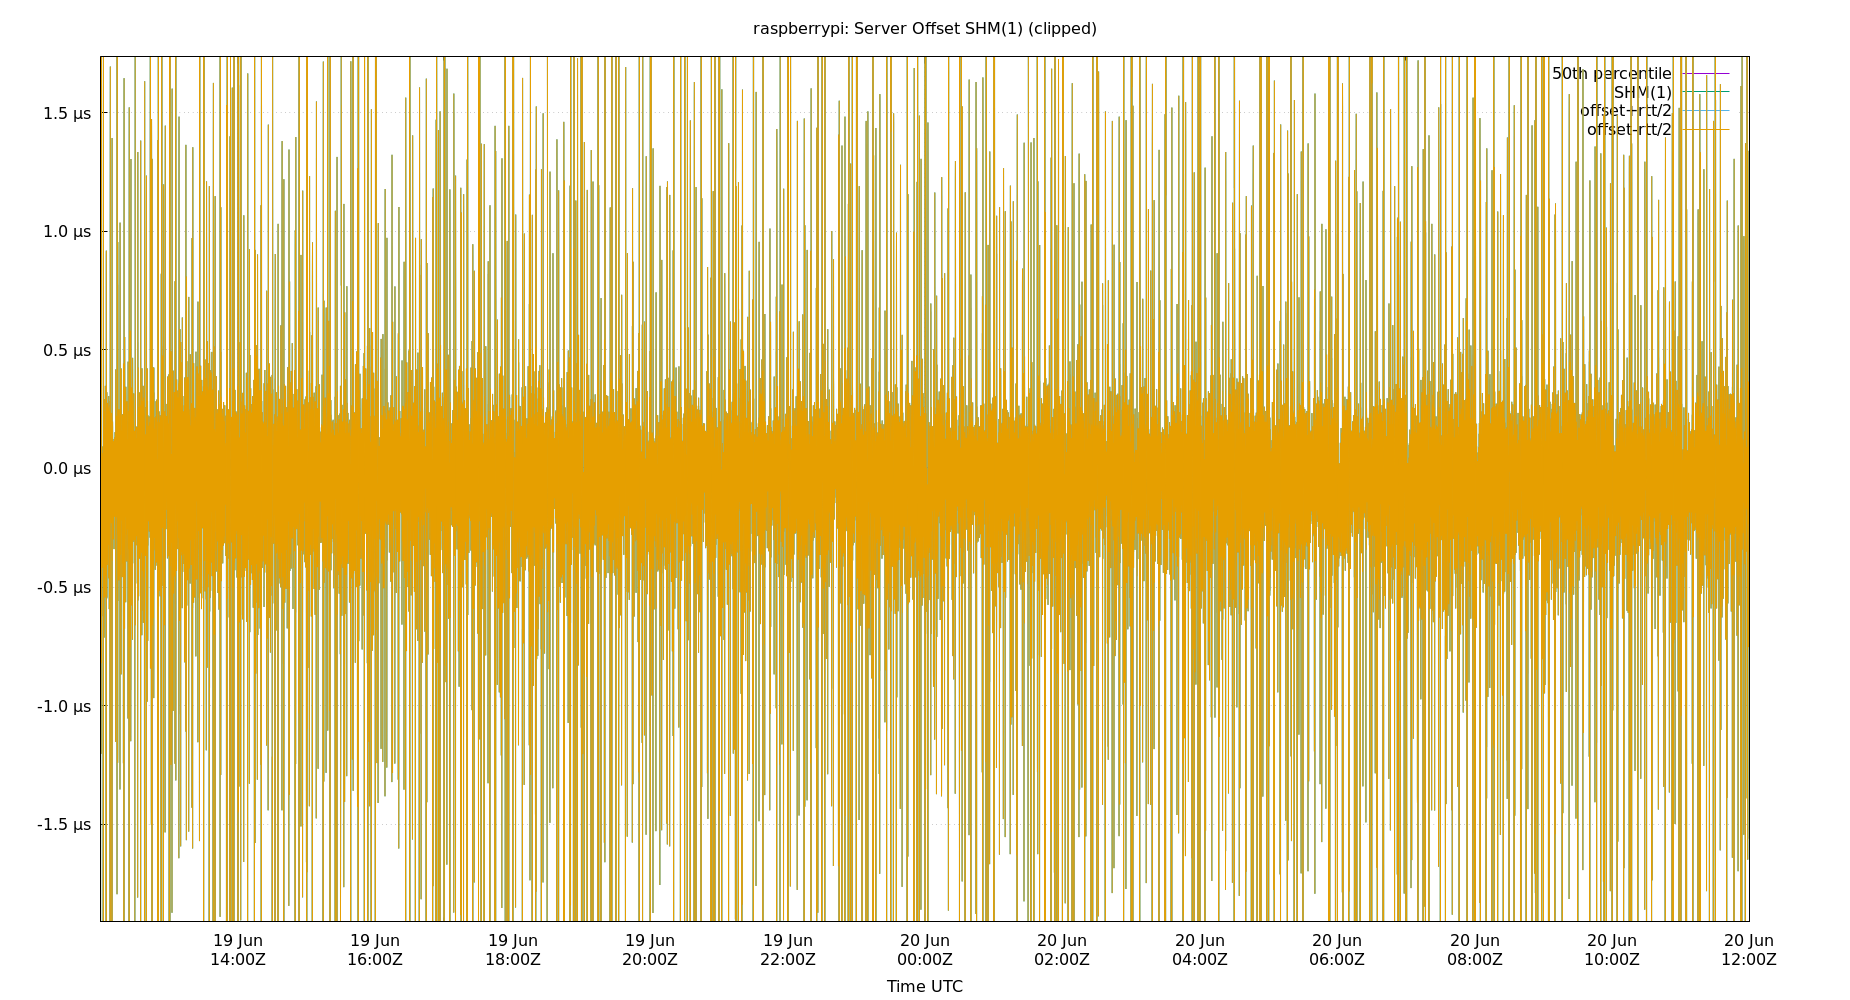 raspberrypi: Server Offset SHM(1) (clipped)
50th percentile
SHM(1)
offset+rtt/2
offset-rtt/2
1.5 µs
1.0 µs
0.5 µs
0.0 µs
-0.5 µs
-1.0 µs
-1.5 µs
19 Jun 19 Jun 19 Jun 19 Jun 19 Jun 20 Jun 20 Jun 20 Jun 20 Jun 20 Jun 20 Jun 20 Jun
14:00Z 16:00Z 18:00Z 20:00Z 22:00Z 00:00Z 02:00Z 04:00Z 06:00Z 08:00Z 10:00Z 12:00Z
Time UTC